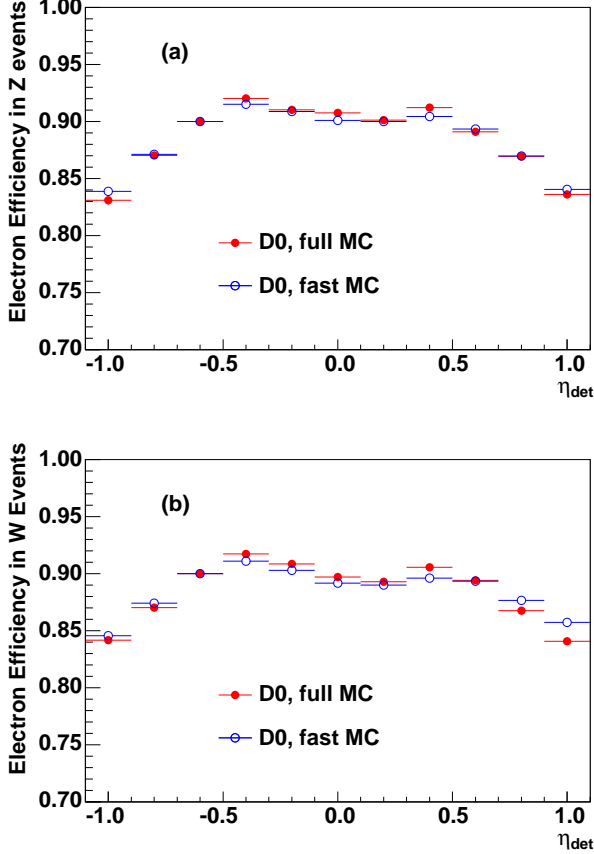 Electron Efficiency in Z events
1.00
0.95
0.90
0.85
0.80
0.75
0.70
(a)
D0, full MC
D0, fast MC
-1.0 -0.5 0.0 0.5 1.0
η_det
Electron Efficiency in W Events
1.00
0.95
0.90
0.85
0.80
0.75
0.70
(b)
D0, full MC
D0, fast MC
-1.0 -0.5 0.0 0.5 1.0
η_det